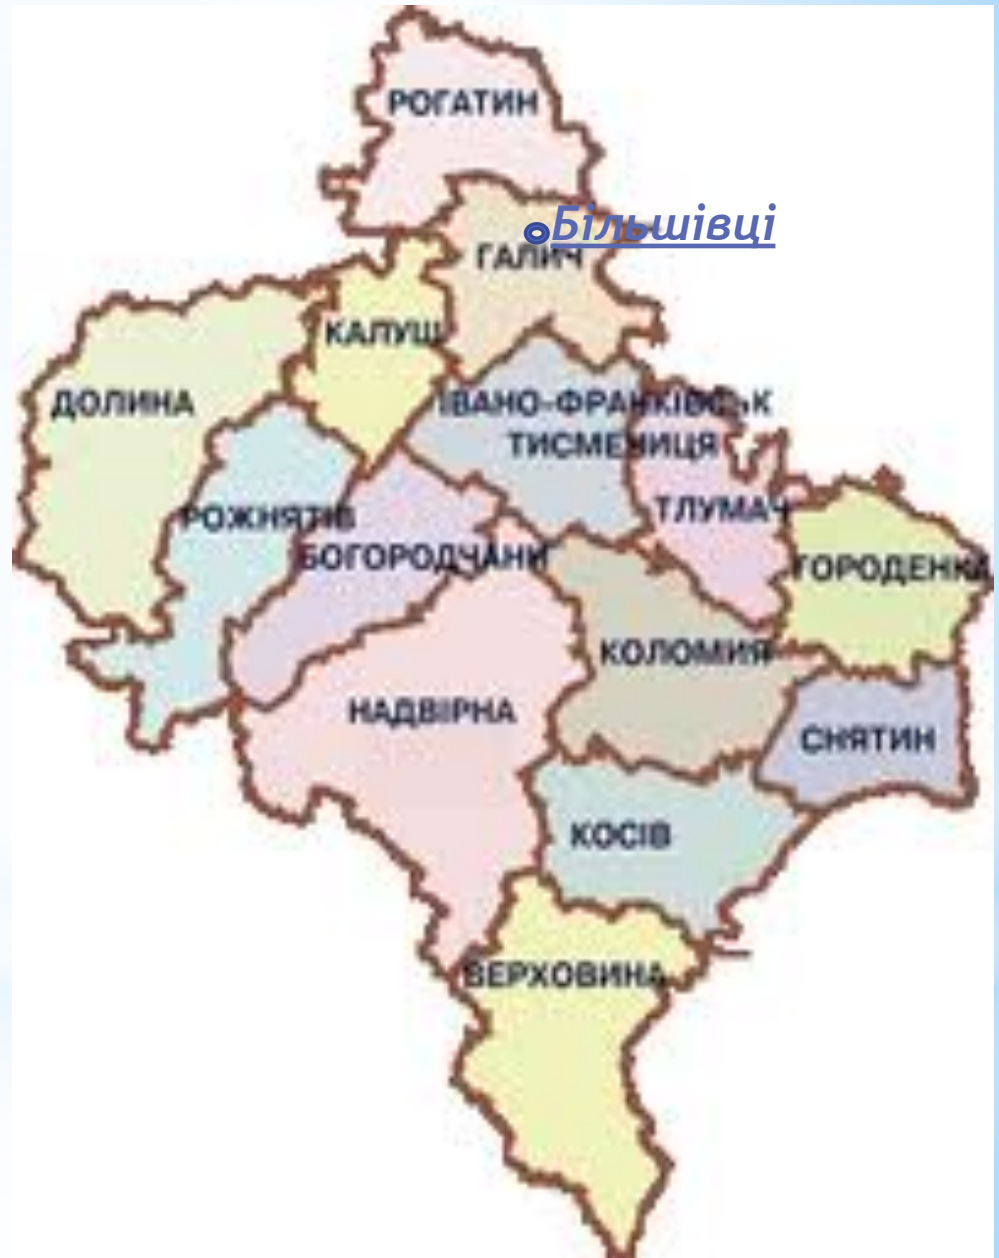 РОГАТИН
Більшівці
ГАЛИЧ
КАЛУШ
ДОЛИНА
ІВАНО-ФРАНКІВСЬК
ТИСМЕНИЦЯ
РОЖНЯТІВ
ТЛУМАЧ
БОГОРОДЧАНИ
ГОРОДЕНКА
КОЛОМИЯ
НАДВІРНА
СНЯТИН
КОСІВ
ВЕРХОВИНА